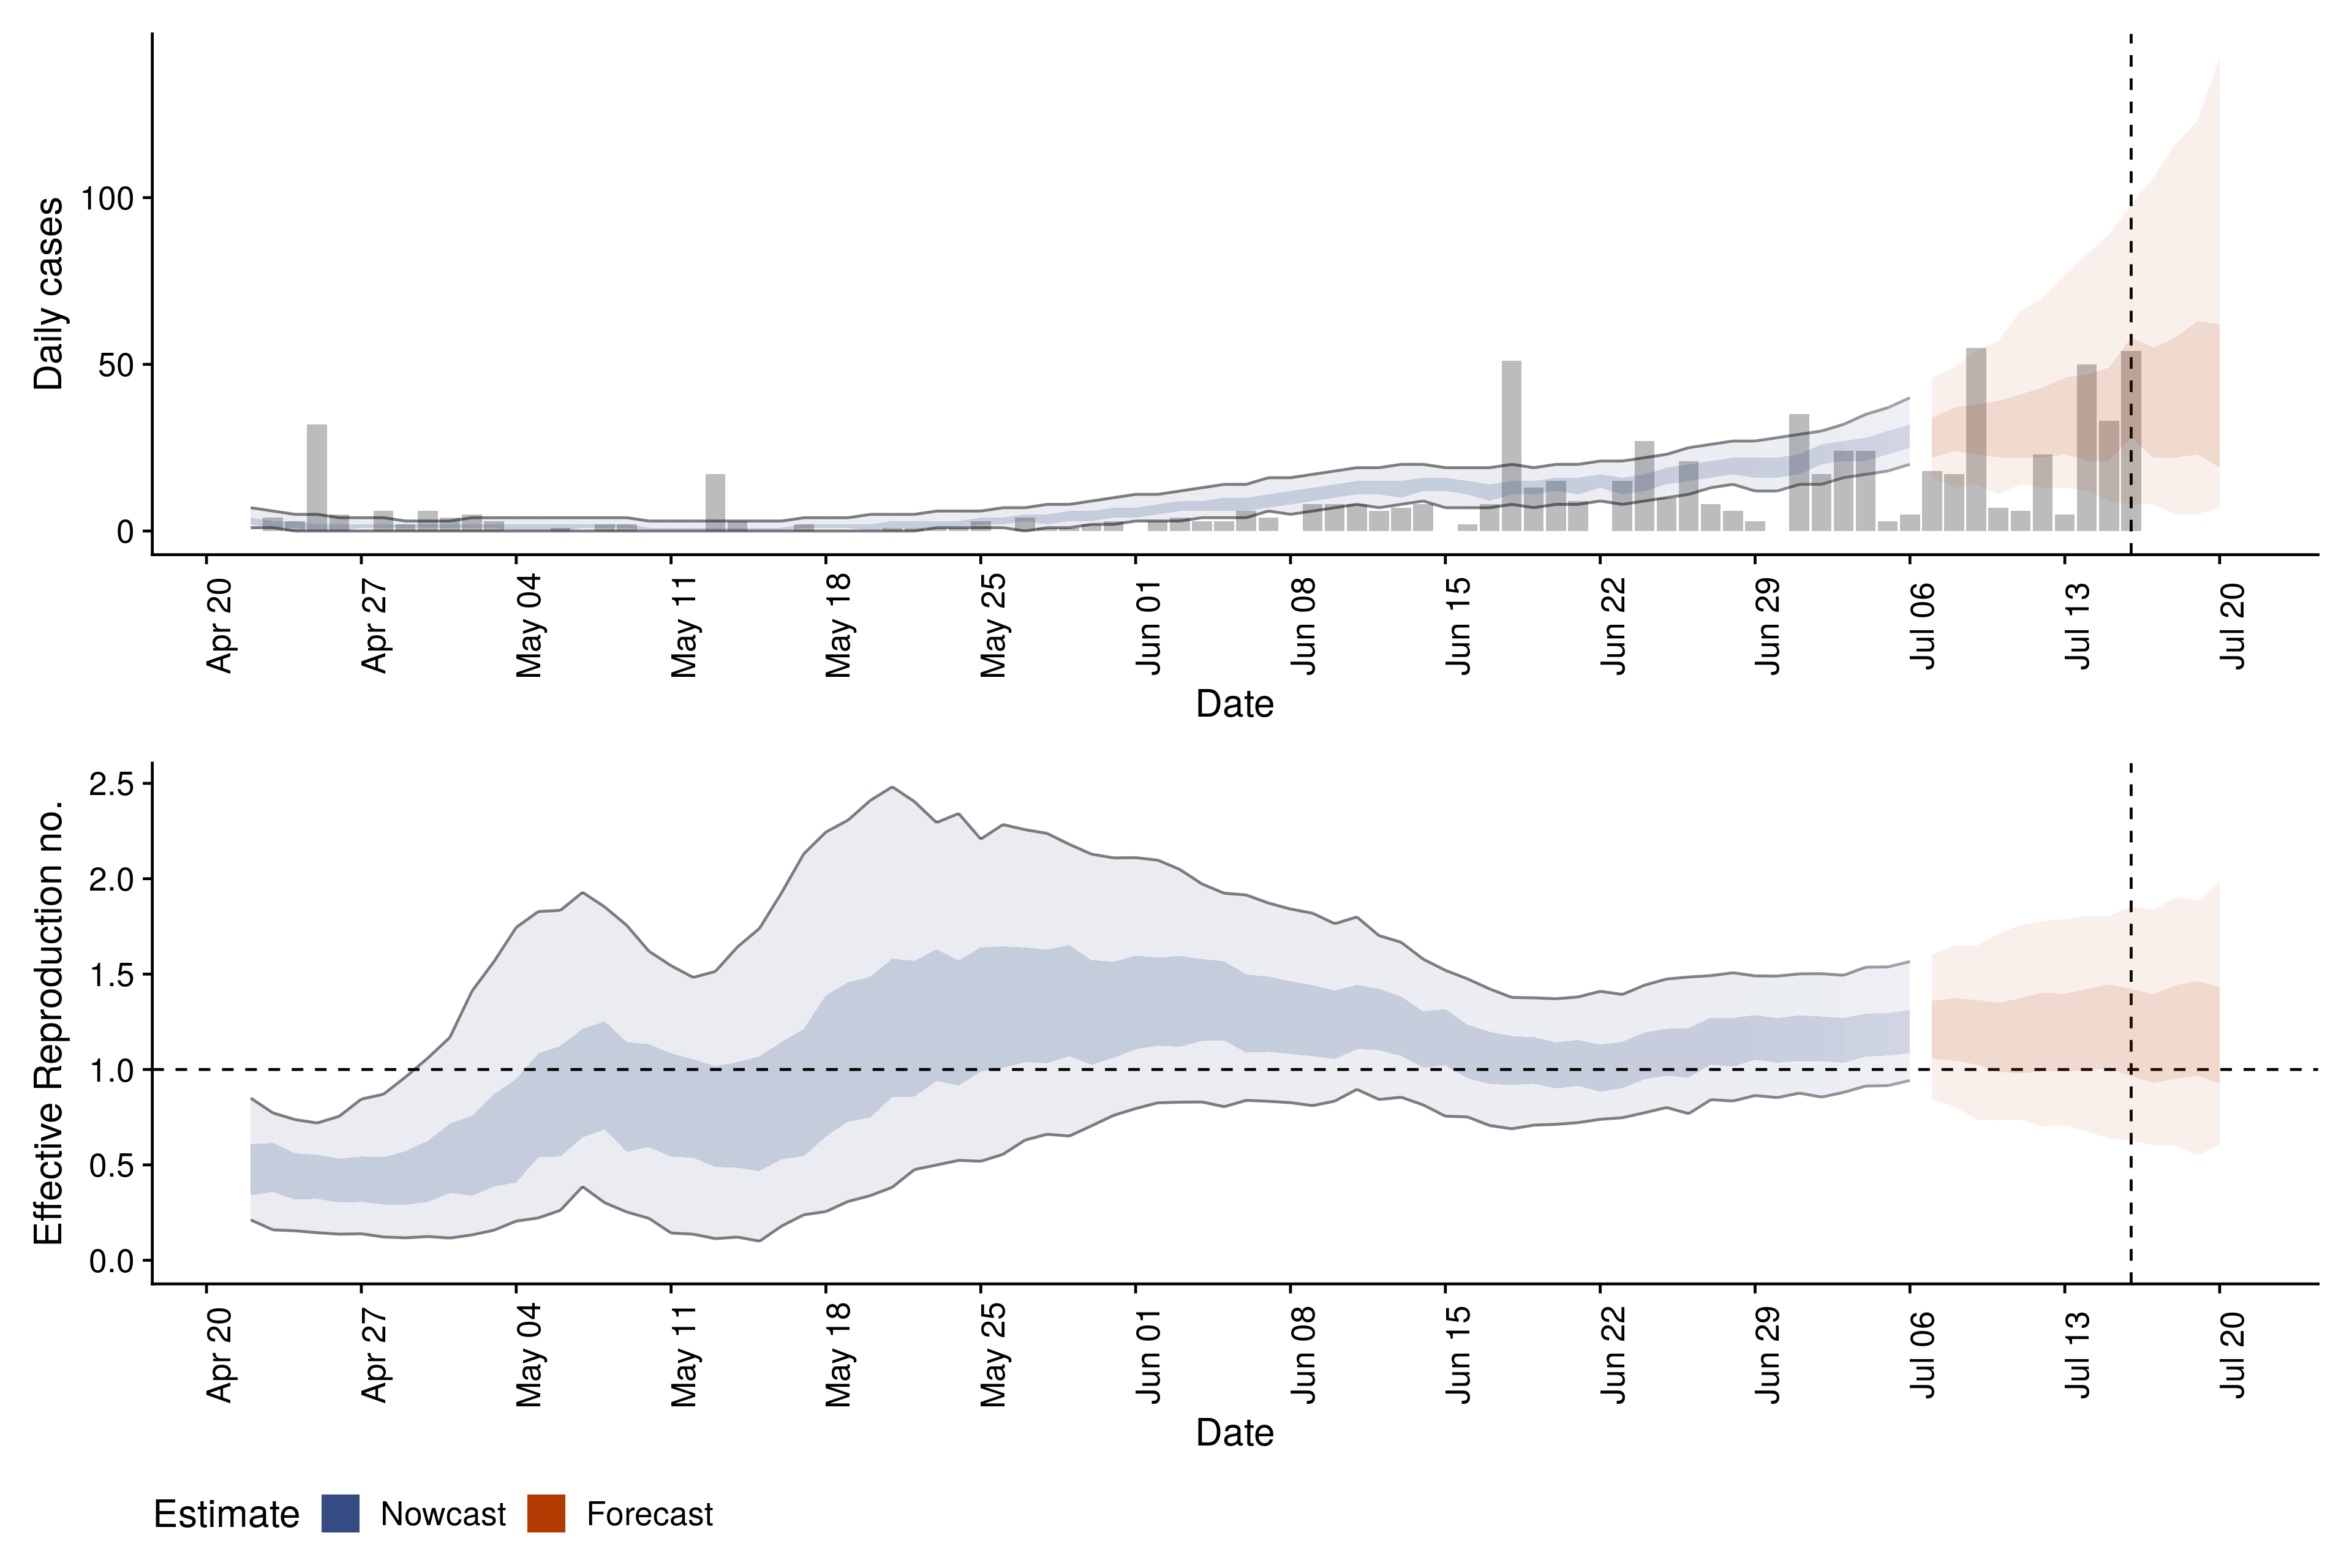 Daily cases
100
50
0
Apr 20
Apr 27
May 04
May 11
May 18
May 25
Jun 01
Jun 08
Jun 15
Jun 22
Jun 29
Jul 06
Jul 13
Jul 20
Date
Effective Reproduction no.
2.5
2.0
1.5
1.0
0.5
0.0
Apr 20
Apr 27
May 04
May 11
May 18
May 25
Jun 01
Jun 08
Jun 15
Jun 22
Jun 29
Jul 06
Jul 13
Jul 20
Date
Estimate Nowcast Forecast